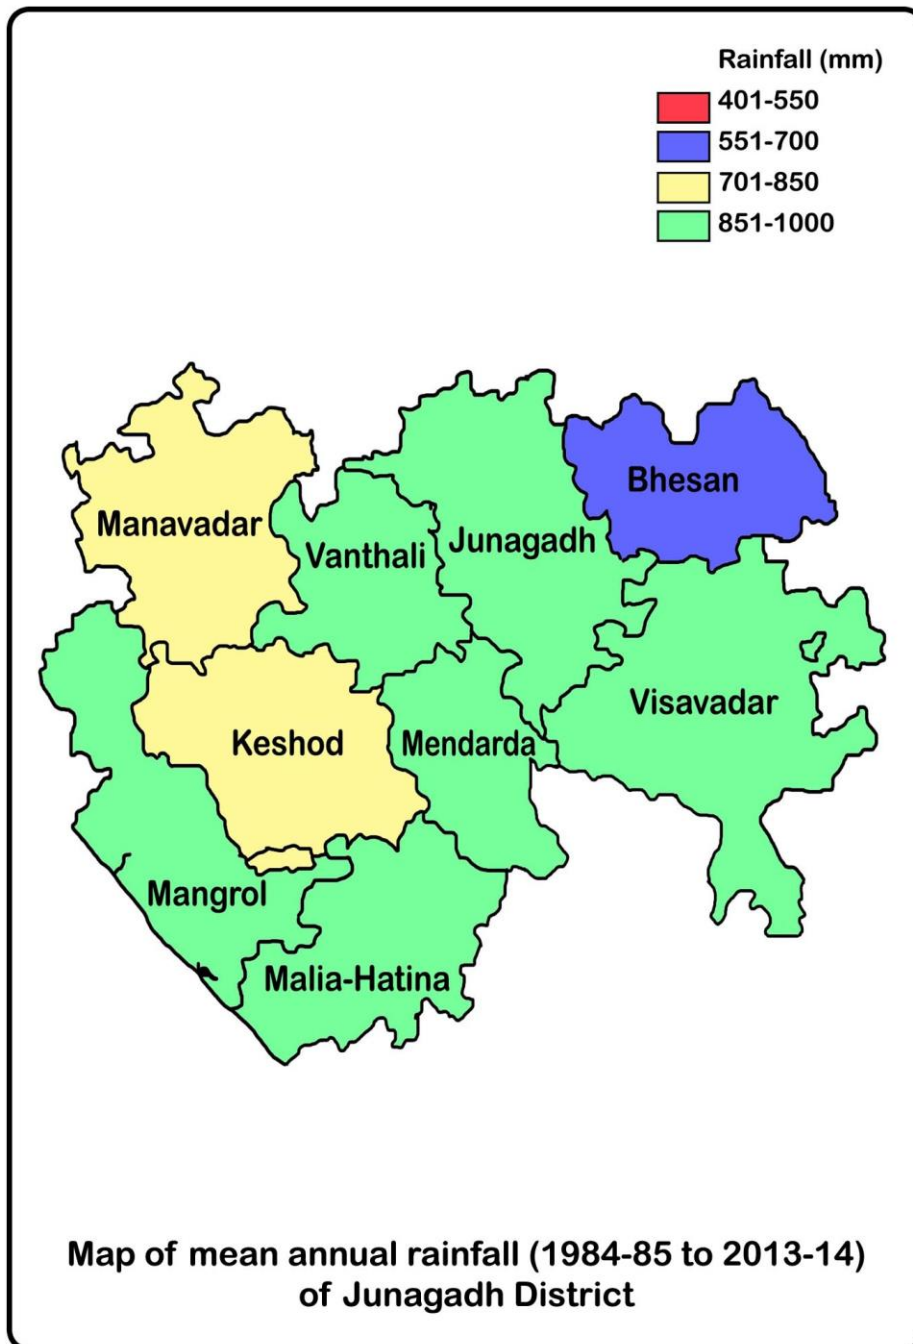 Rainfall (mm)
401-550
551-700
701-850
851-1000
Bhesan
Manavadar
Junagadh
Vanthali
Visavadar
Keshod
Mendarda
Mangrol
Malia-Hatina
Map of mean annual rainfall (1984-85 to 2013-14)
of Junagadh District